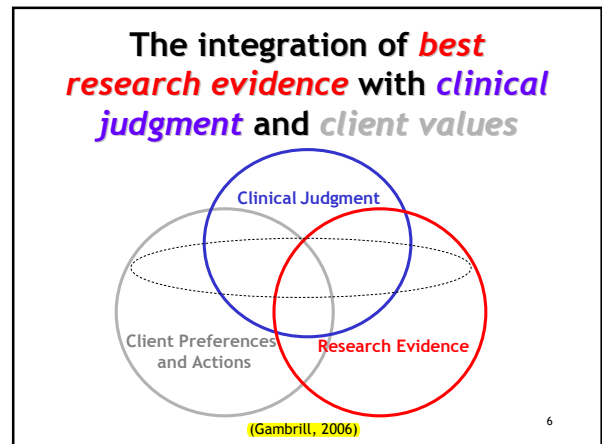 The integration of best
research evidence with clinical
judgment and client values
Clinical Judgment
Client Preferences
and Actions
Research Evidence
(Gambrill, 2006)
6